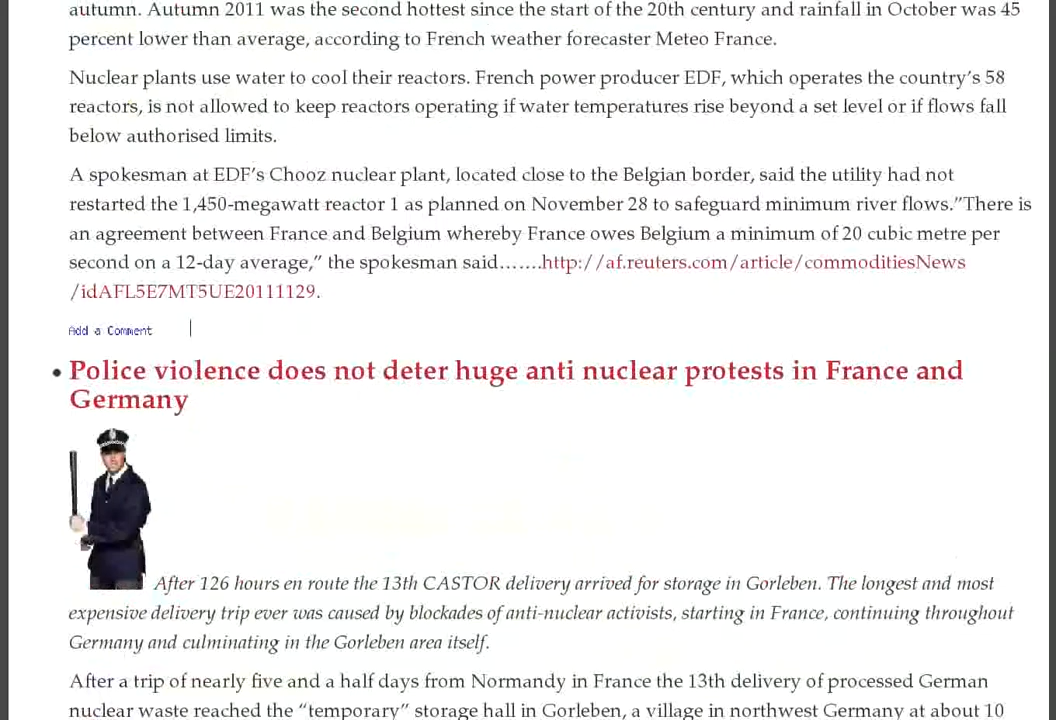 autumn. Autumn 2011 was the second hottest since the start of the 20th century and rainfall in October was 45
percent lower than average, according to French weather forecaster Meteo France.
Nuclear plants use water to cool their reactors. French power producer EDF, which operates the country's 58
reactors, is not allowed to keep reactors operating if water temperatures rise beyond a set level or if flows fall
below authorised limits.
A spokesman at EDF's Chooz nuclear plant, located close to the Belgian border, said the utility had not
restarted the 1,450-megawatt reactor 1 as planned on November 28 to safeguard minimum river flows."There is
an agreement between France and Belgium whereby France owes Belgium a minimum of 20 cubic metre per
second on a 12-day average," the spokesman said…….http://af.reuters.com/article/commoditiesNews
/idAFL5E7MT5UE20111129.
Add a Comment
• Police violence does not deter huge anti nuclear protests in France and
Germany
After 126 hours en route the 13th CASTOR delivery arrived for storage in Gorleben. The longest and most
expensive delivery trip ever was caused by blockades of anti-nuclear activists, starting in France, continuing throughout
Germany and culminating in the Gorleben area itself.
After a trip of nearly five and a half days from Normandy in France the 13th delivery of processed German
nuclear waste reached the "temporary" storage hall in Gorleben, a village in northwest Germany at about 10